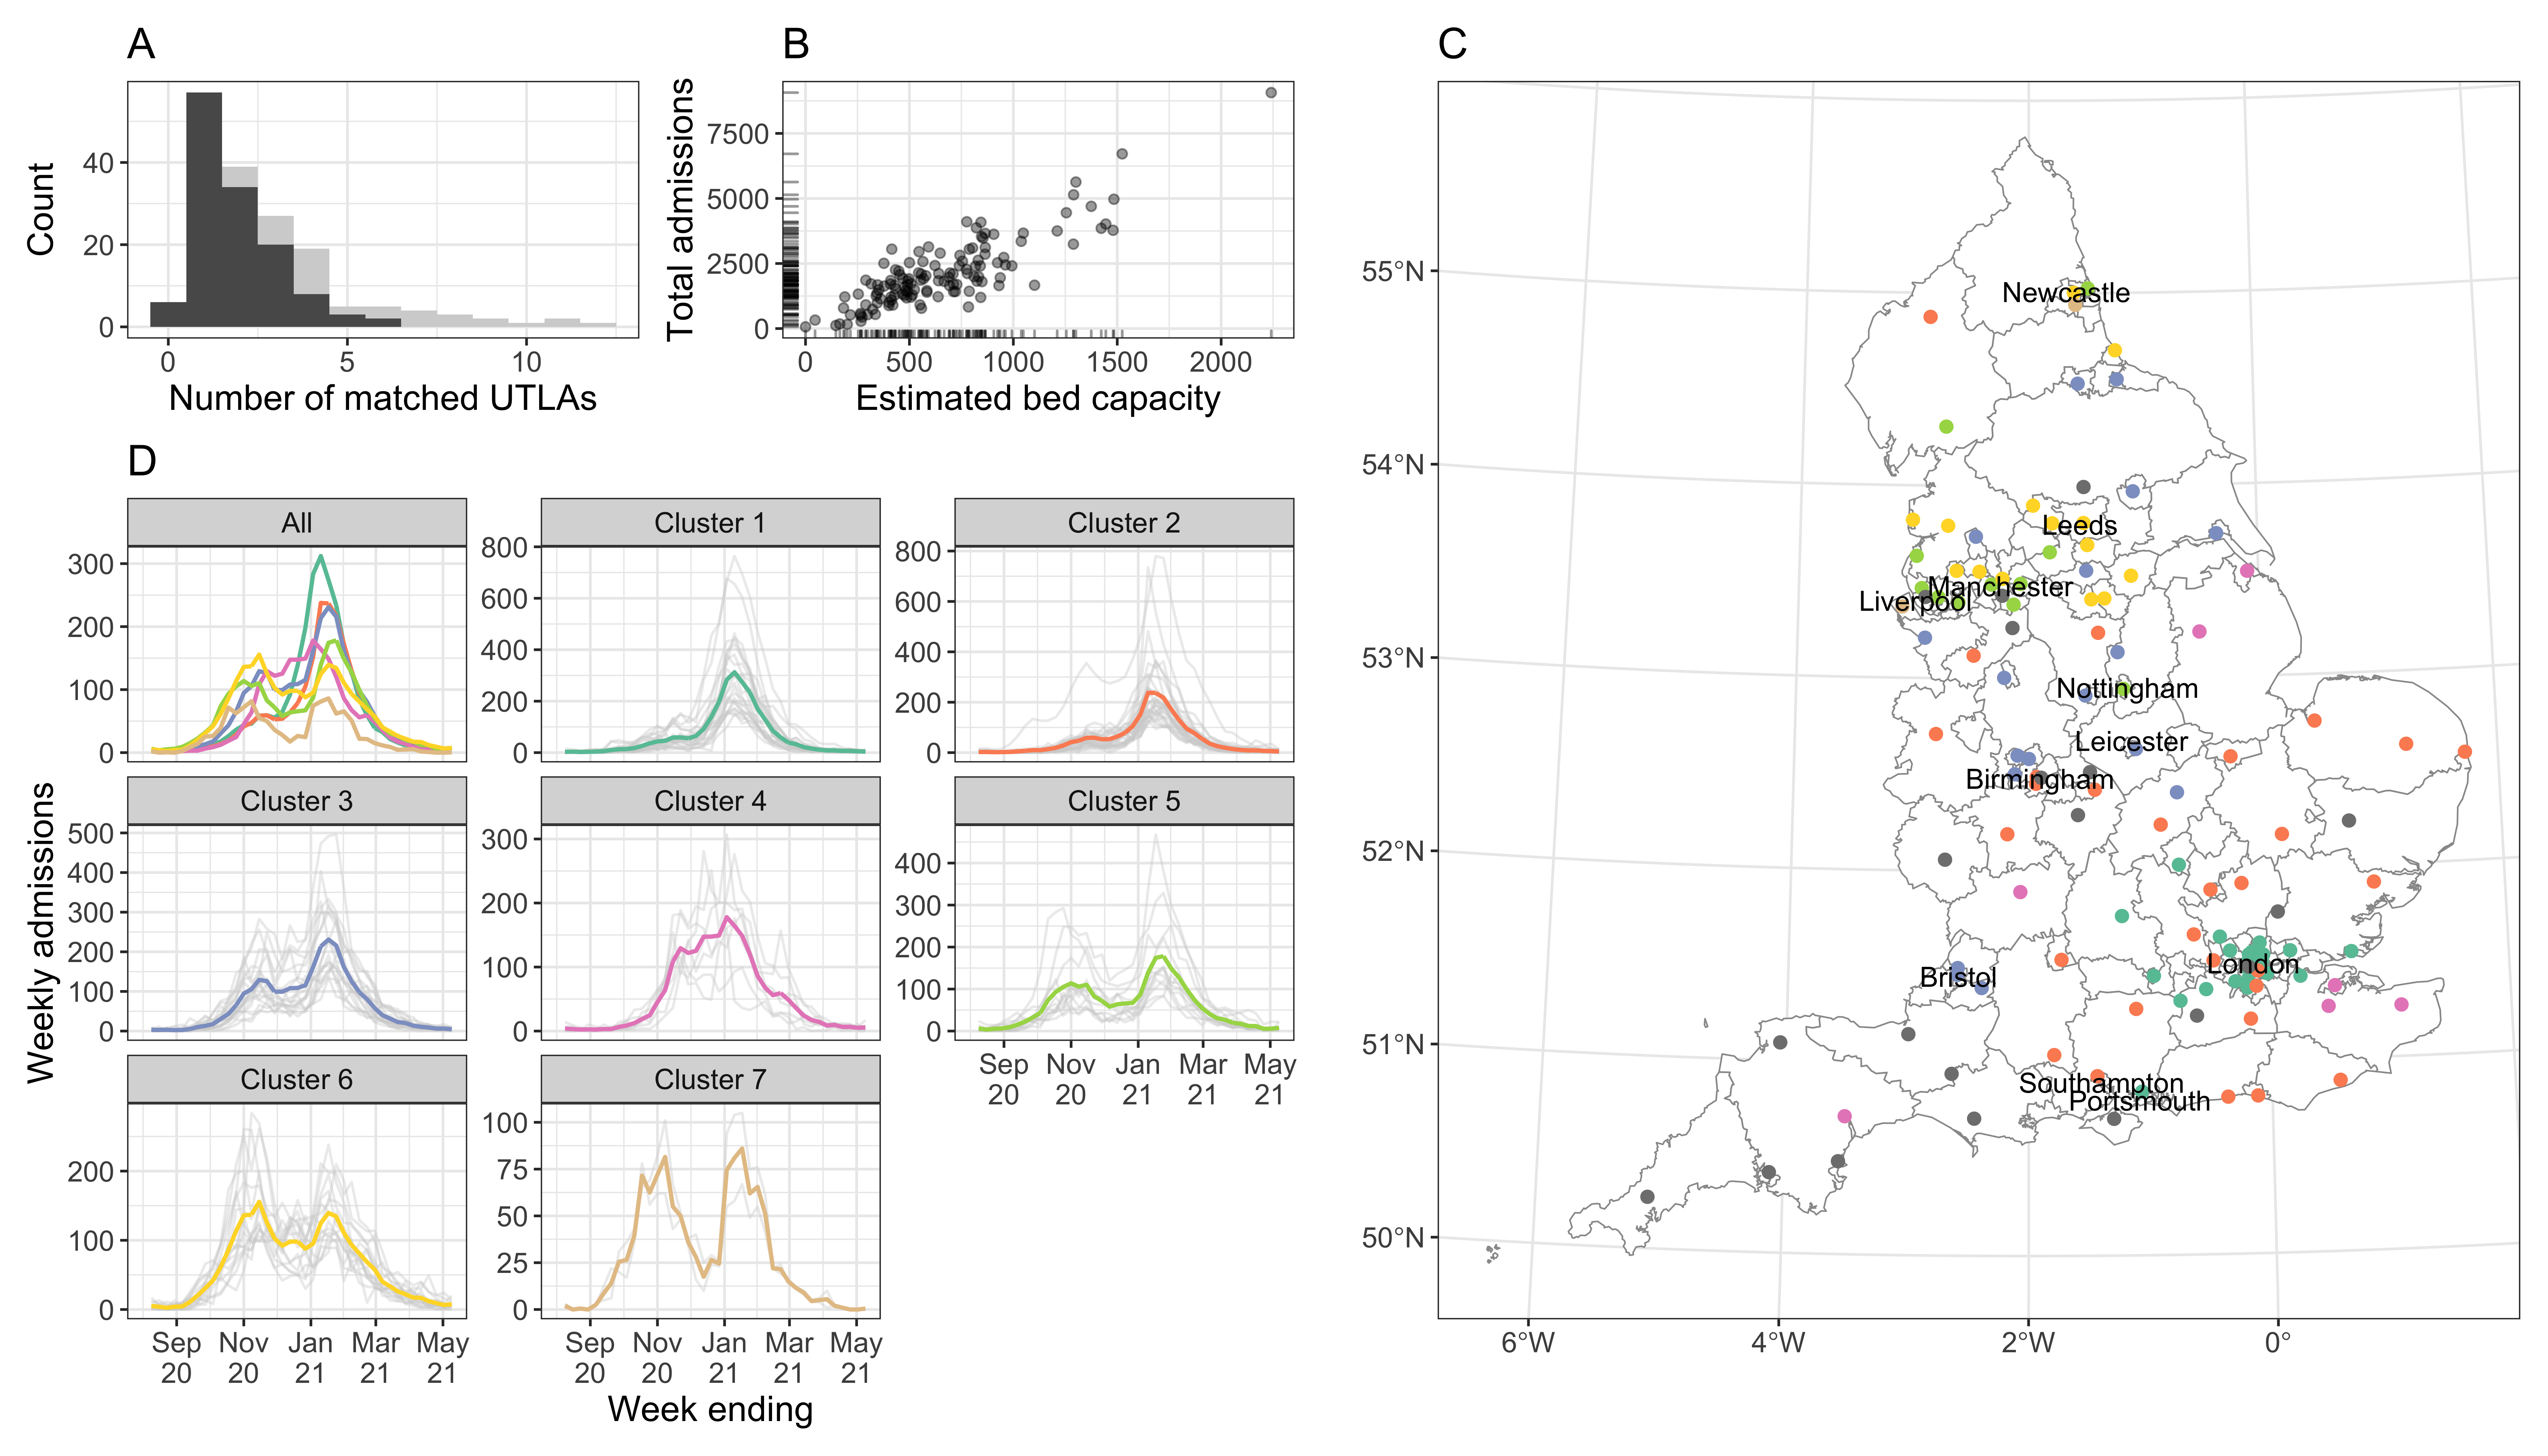 A
Count
40
20
0
0 5 10
Number of matched UTLAs
B
Total admissions
7500
5000
2500
0
0 500 1000 1500 2000
Estimated bed capacity
C
55°N
54°N
53°N
52°N
51°N
50°N
6°W 4°W 2°W 0°
Newcastle
Leeds
Manchester
Liverpool
Nottingham
Leicester
Birmingham
London
Bristol
Southampton
Portsmouth
D
Weekly admissions
All
300
200
100
0
Cluster 1
800
600
400
200
0
Cluster 2
800
600
400
200
0
Cluster 3
500
400
300
200
100
0
Cluster 4
300
200
100
0
Cluster 5
400
300
200
100
0
Sep Nov Jan Mar May
20 20 21 21 21
Cluster 6
200
100
0
Sep Nov Jan Mar May
20 20 21 21 21
Cluster 7
100
75
50
25
0
Sep Nov Jan Mar May
20 20 21 21 21
Week ending